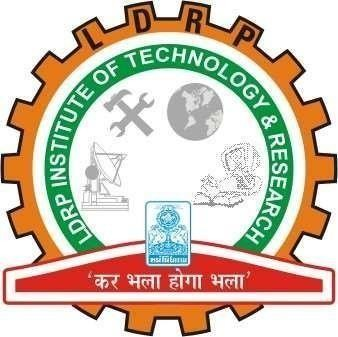 LDRP
LDRP INSTITUTE OF TECHNOLOGY & RESEARCH
'कर भला होगा भला'